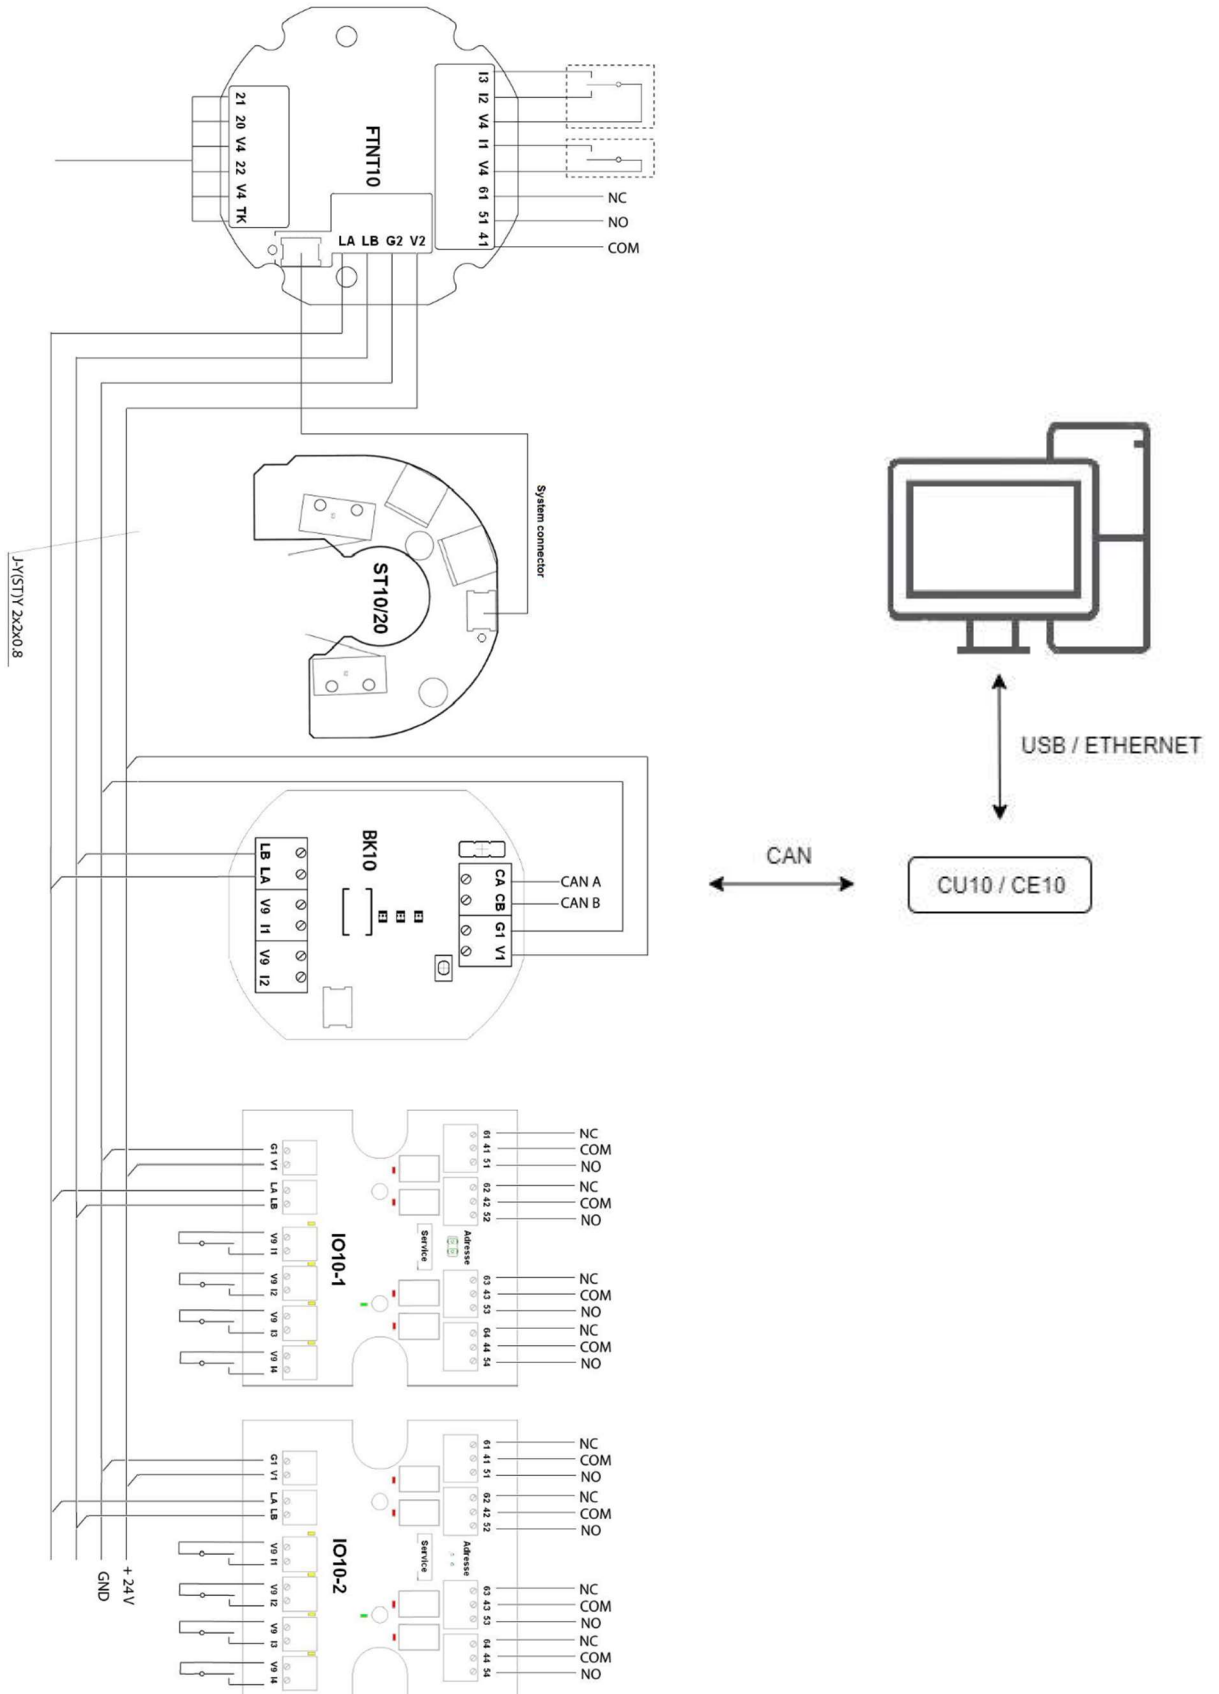 21
20
V4
22
V4
TK
FTNT10
LA LB G2 V2
I3
I2
V4
I1
V4
61
51
41
NC
NO
COM
System connector
ST10/20
J-Y(ST)Y 2x2x0.8
USB / ETHERNET
CAN
CU10 / CE10
BK10
LB
LA
V9
I1
V9
I2
CA
CB
G1
V1
CAN A
CAN B
G1
V1
LA
LB
V9 I1
V9 I2
V9 I3
V9 I4
IO10-1
Service
Adresse
61
41
51
62
42
52
63
43
53
64
44
54
NC
COM
NO
NC
COM
NO
NC
COM
NO
NC
COM
NO
G1
V1
LA
LB
V9 I1
V9 I2
V9 I3
V9 I4
IO10-2
Service
Adresse
61
41
51
62
42
52
63
43
53
64
44
54
NC
COM
NO
NC
COM
NO
NC
COM
NO
NC
COM
NO
+ 24 V
GND